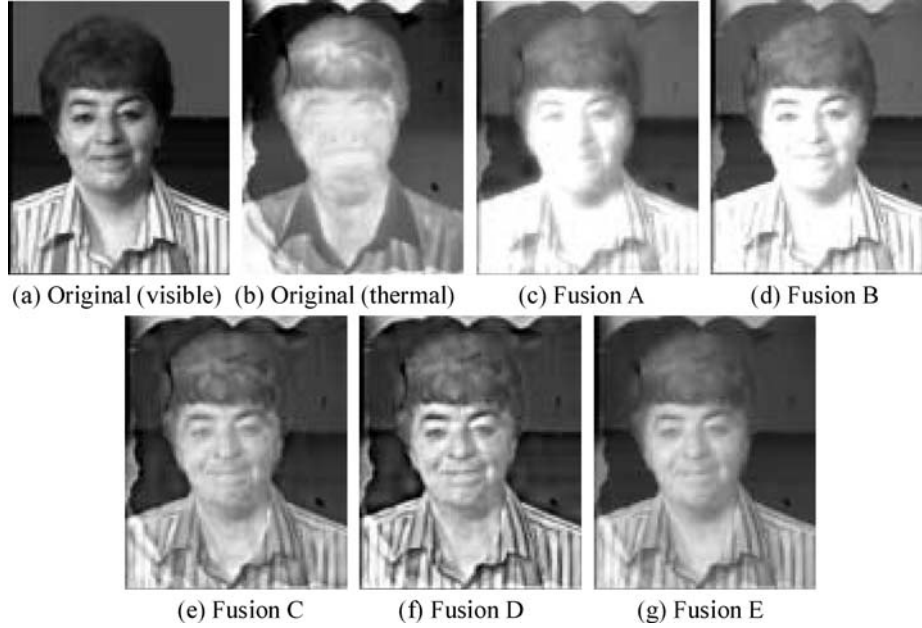 (a) Original (visible) (b) Original (thermal) (c) Fusion A (d) Fusion B
(e) Fusion C (f) Fusion D (g) Fusion E